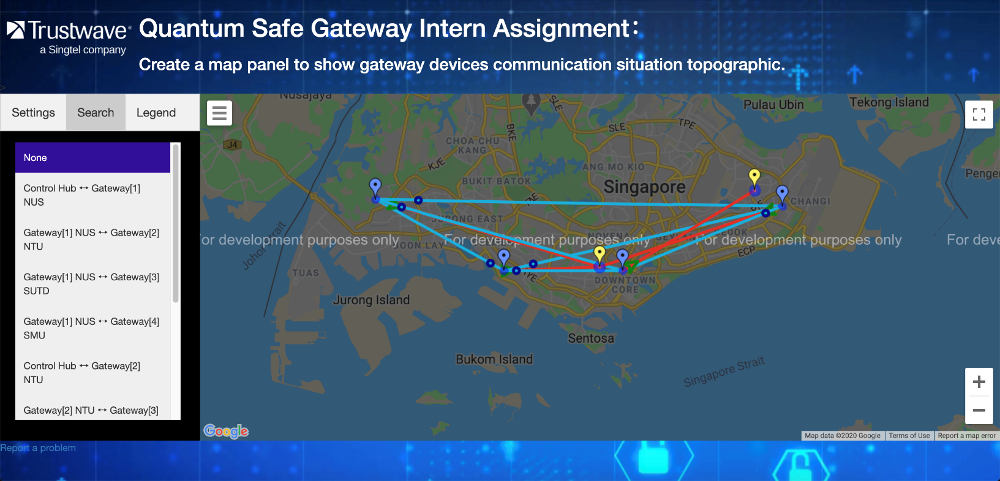 Trustwave®
a Singtel company
Quantum Safe Gateway Intern Assignment:
Create a map panel to show gateway devices communication situation topographic.
>
Settings
Search
Legend
None
Control Hub ↔ Gateway[1]
NUS
Gateway[1] NUS ↔ Gateway[2]
NTU
Gateway[1] NUS ↔ Gateway[3]
SUTD
Gateway[1] NUS ↔ Gateway[4]
SMU
Control Hub ↔ Gateway[2]
NTU
Gateway[2] NTU ↔ Gateway[3]
Nusajaya
SLE
Pulau Ubin
Tekong Island
J4
BKE
SLE
TPE
CHOA CHU
KANG
KJE
ANG MO KIO
BUKIT BATOK
Singapore
Penger
CHANGI
JURONG EAST
Johor Strait
For development purposes only
For development purposes only
For development purposes only
For deve
NOVENA
BEDOK
BOON LAY
ECP
TUAS
AYE
DOWNTOWN
CORE
Jurong Island
Sentosa
Bukom Island
Singapore Strait
Google
Map data ©2020 Google
Terms of Use
Report a map error
Report a problem